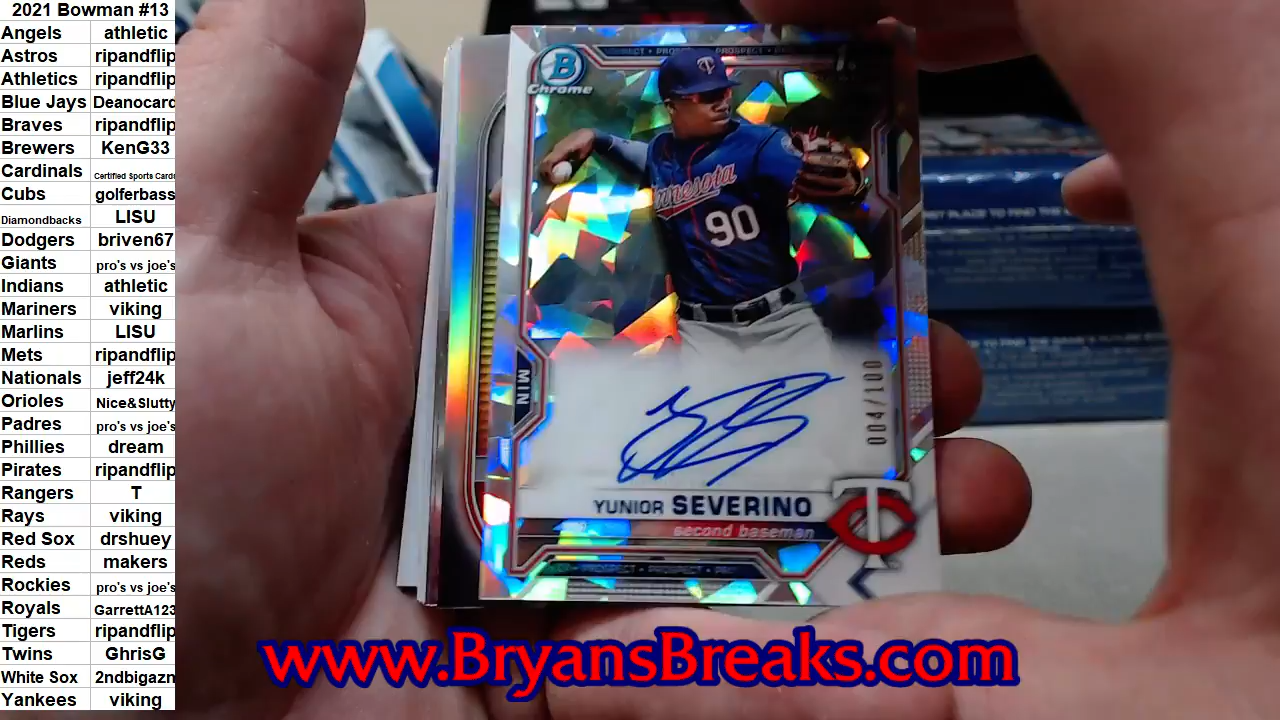 2021 Bowman #13
Angels athletic
Astros ripandflip
Athletics ripandflip
Blue Jays Deanocard
Braves ripandflip
Brewers KenG33
Cardinals Certified Sports Cards
Cubs golferbass
Diamondbacks LISU
Dodgers briven67
Giants pro's vs joe's
Indians athletic
Mariners viking
Marlins LISU
Mets ripandflip
Nationals jeff24k
Orioles Nice&Slutty
Padres pro's vs joe's
Phillies dream
Pirates ripandflip
Rangers T
Rays viking
Red Sox drshuey
Reds makers
Rockies pro's vs joe's
Royals GarrettA123
Tigers ripandflip
Twins GhrisG
White Sox 2ndbigazn
Yankees viking
B
Chrome
PROSPECT
Minnesota
90
MIN
004/100
YUNIOR SEVERINO
second baseman
TC
PROSPECT • PROSPECT
www.BryansBreaks.com